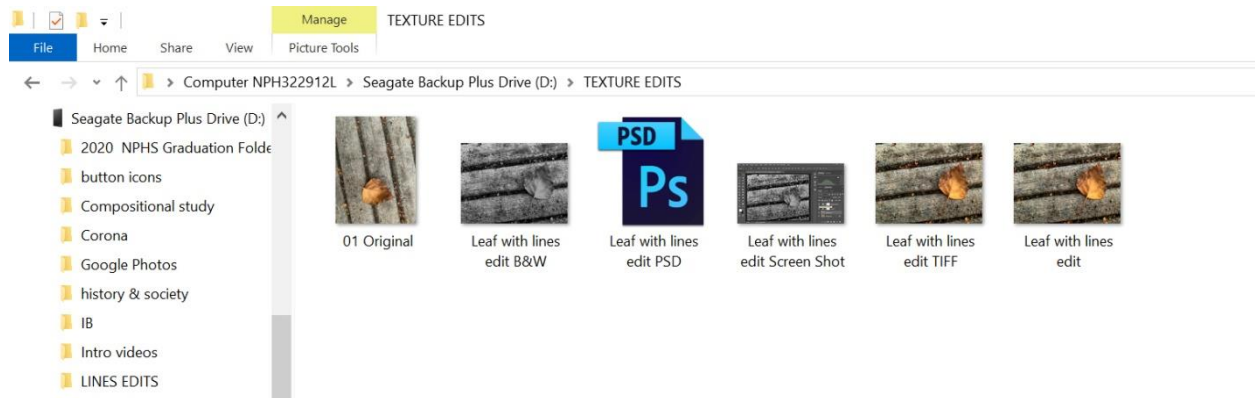 Manage TEXTURE EDITS
File Home Share View Picture Tools
Computer NPH322912L > Seagate Backup Plus Drive (D:) > TEXTURE EDITS
Seagate Backup Plus Drive (D:)
2020 NPHS Graduation Folde
button icons
Compositional study
Corona
Google Photos
history & society
IB
Intro videos
LINES EDITS
PSD
Ps
01 Original
Leaf with lines
edit B&W
Leaf with lines
edit PSD
Leaf with lines
edit Screen Shot
Leaf with lines
edit TIFF
Leaf with lines
edit